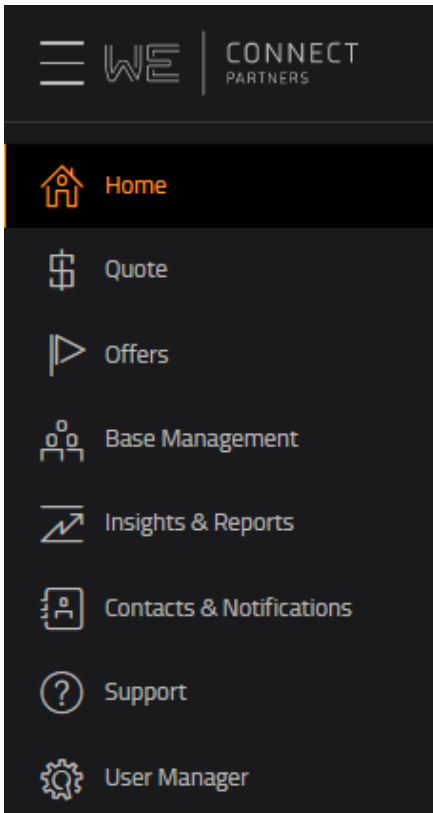 WE
CONNECT
PARTNERS
Home
Quote
Offers
Base Management
Insights & Reports
Contacts & Notifications
Support
User Manager